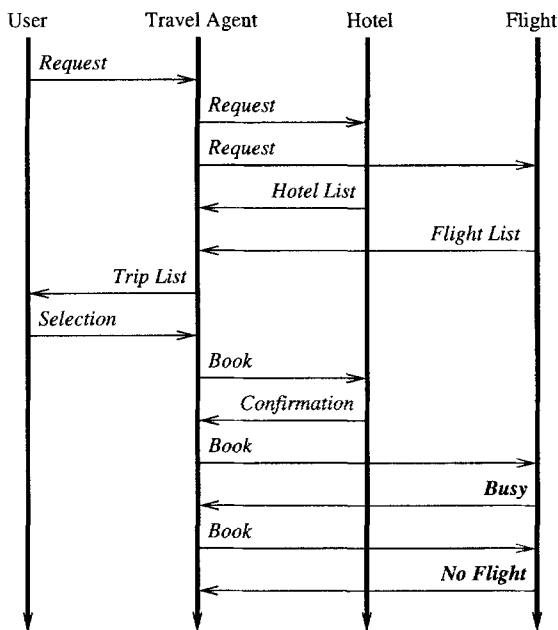 User Travel Agent Hotel Flight
Request
Request
Request
Hotel List
Flight List
Trip List
Selection
Book
Confirmation
Book
Busy
Book
No Flight